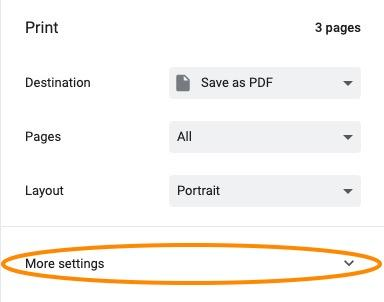 Print 3 pages
Destination Save as PDF
Pages All
Layout Portrait
More settings